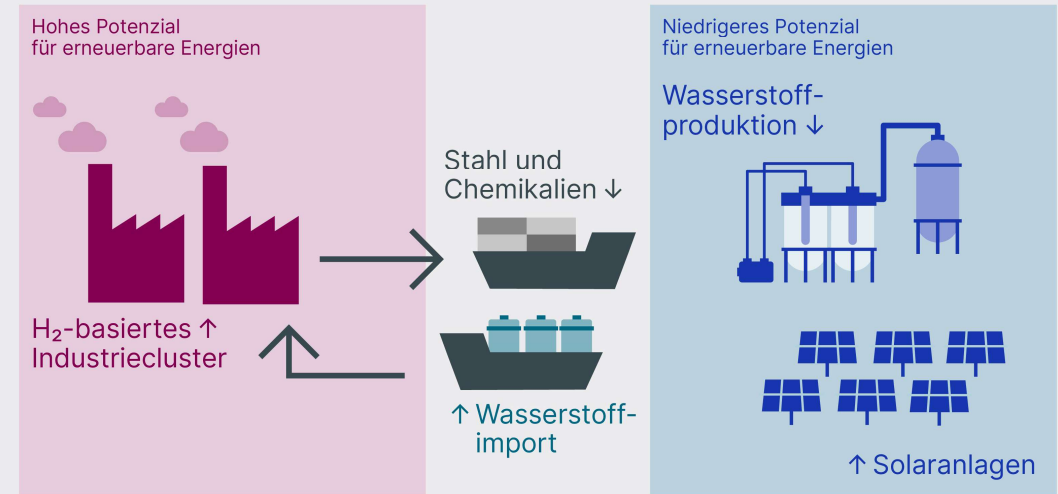 Hohes Potenzial
für erneuerbare Energien
H₂-basiertes ↑
Industriecluster
Stahl und
Chemikalien ↓
↑ Wasserstoff-
import
Niedrigeres Potenzial
für erneuerbare Energien
Wasserstoff-
produktion ↓
↑ Solaranlagen